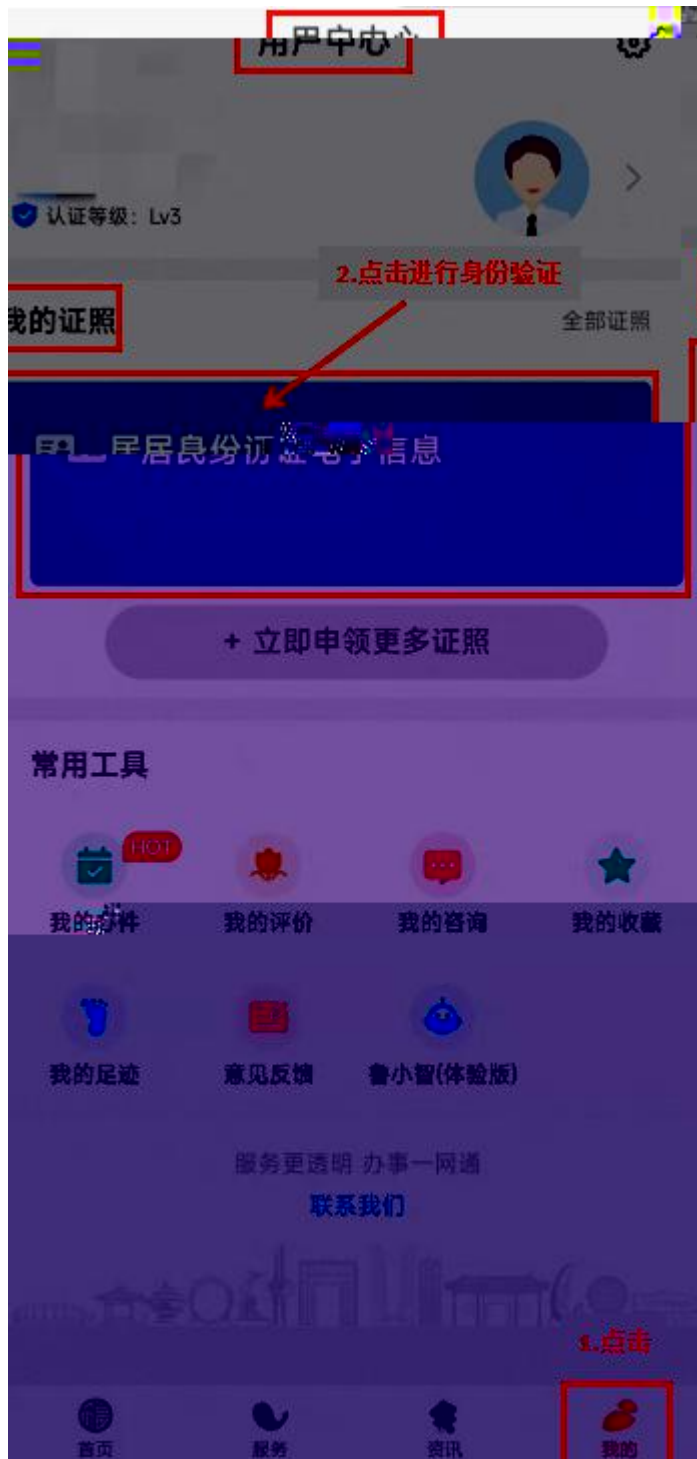 用户中心
认证等级：Lv3
2.点击进行身份验证
我的证照
全部证照
居民身份证电子信息
+ 立即申领更多证照
常用工具
HOT
我的办件
我的评价
我的咨询
我的收藏
我的足迹
意见反馈
鲁小智(体验版)
服务更透明 办事一网通
联系我们
1.点击
首页
服务
资讯
我的